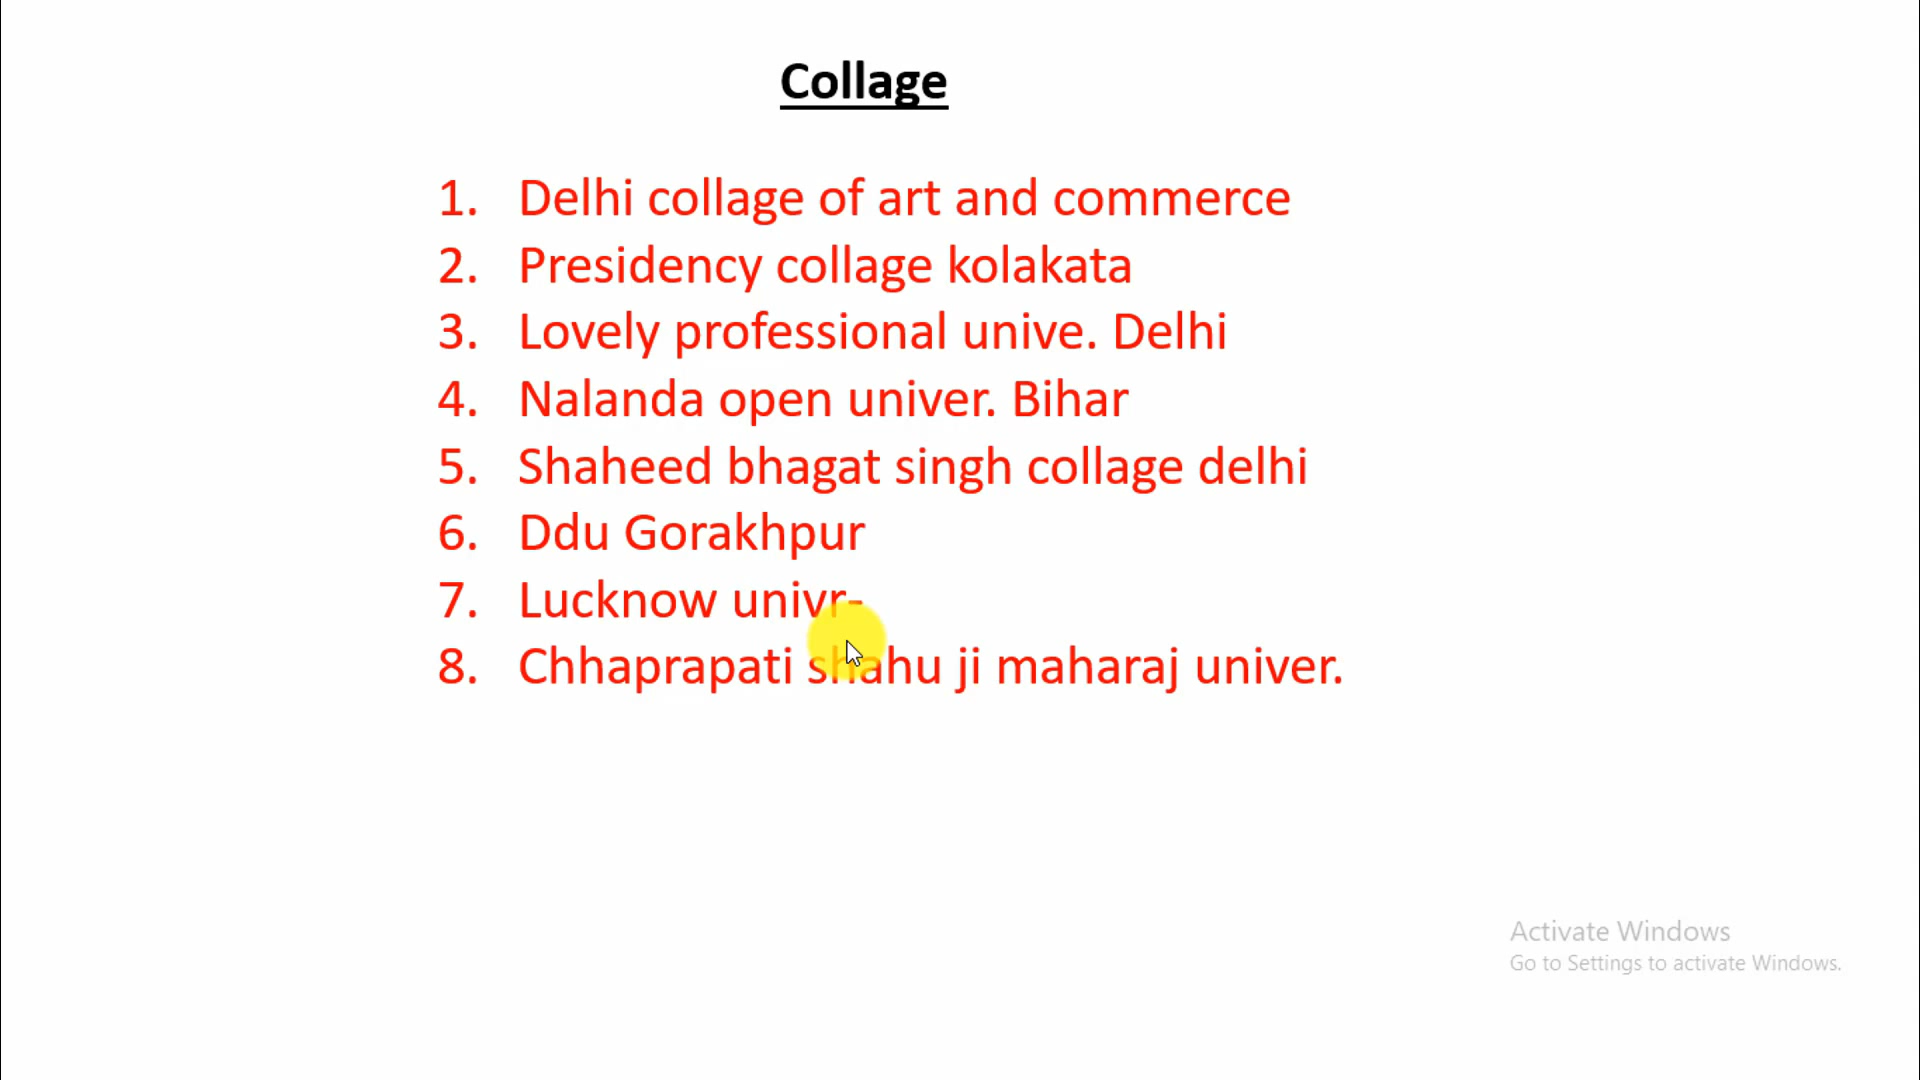 Collage
1. Delhi collage of art and commerce
2. Presidency collage kolakata
3. Lovely professional unive. Delhi
4. Nalanda open univer. Bihar
5. Shaheed bhagat singh collage delhi
6. Ddu Gorakhpur
7. Lucknow univr-
8. Chhaprapati shahu ji maharaj univer.
Activate Windows
Go to Settings to activate Windows.